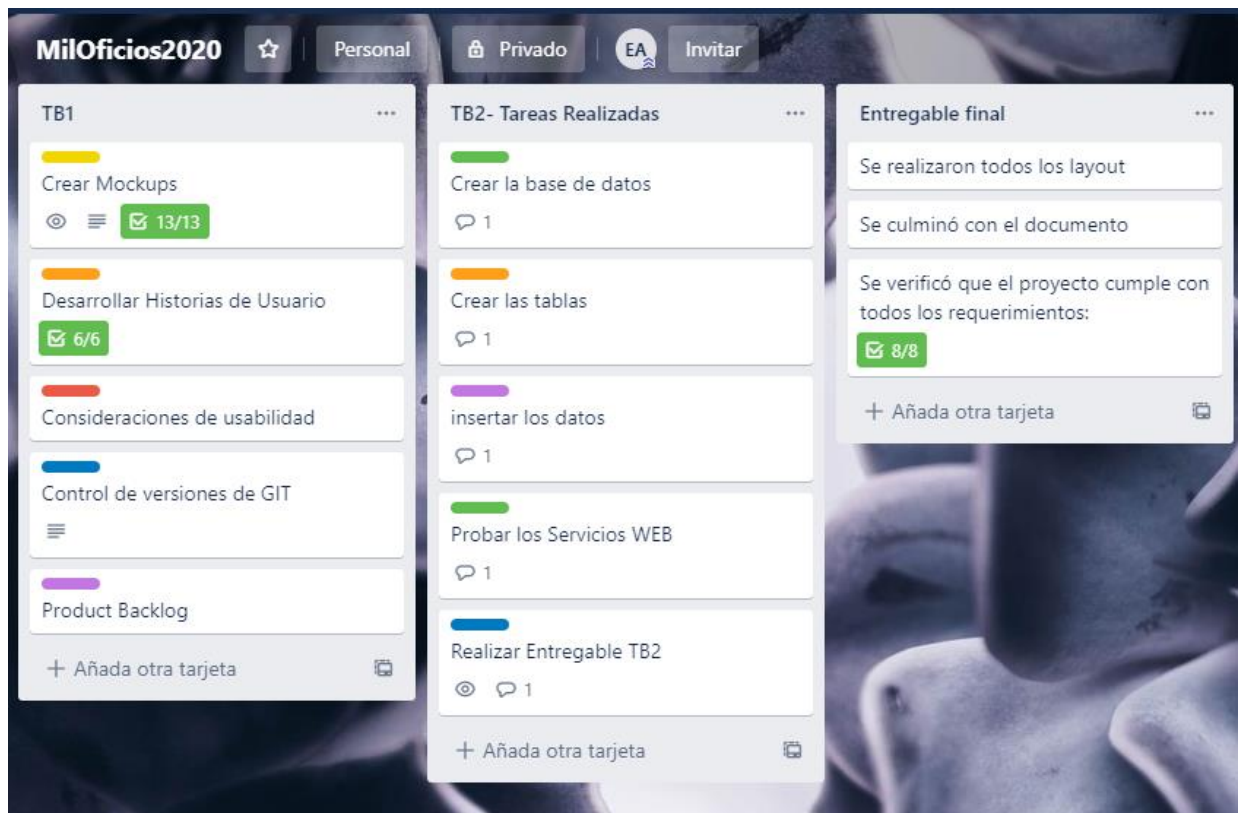 MilOficios2020
Personal
Privado
EA
Invitar
TB1
Crear Mockups
13/13
Desarrollar Historias de Usuario
6/6
Consideraciones de usabilidad
Control de versiones de GIT
Product Backlog
+ Añada otra tarjeta
TB2- Tareas Realizadas
Crear la base de datos
1
Crear las tablas
1
insertar los datos
1
Probar los Servicios WEB
1
Realizar Entregable TB2
1
+ Añada otra tarjeta
Entregable final
Se realizaron todos los layout
Se culminó con el documento
Se verificó que el proyecto cumple con
todos los requerimientos:
8/8
+ Añada otra tarjeta